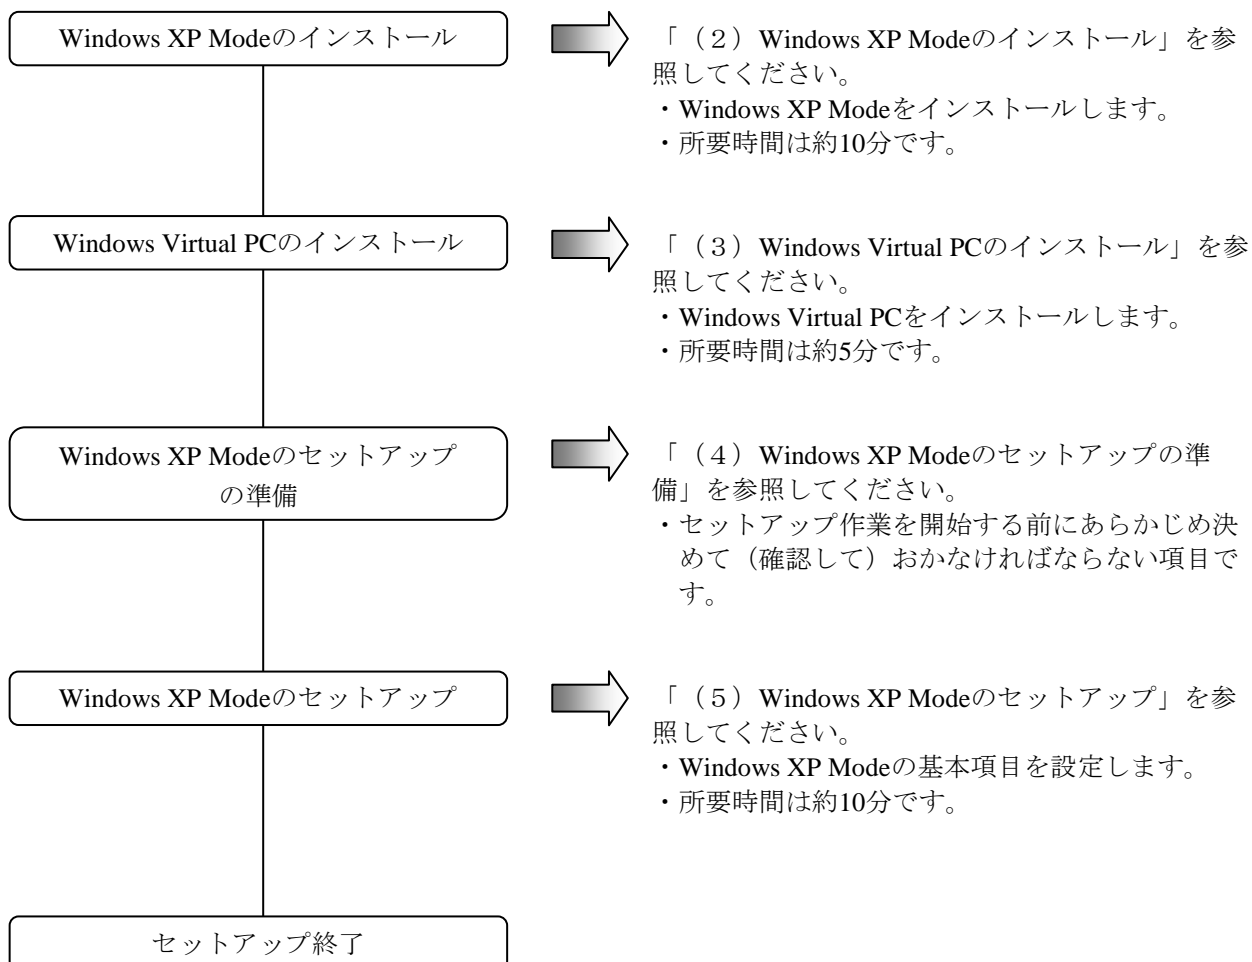 Windows XP Modeのインストール
「（２）Windows XP Modeのインストール」を参
照してください。
・Windows XP Modeをインストールします。
・所要時間は約10分です。
Windows Virtual PCのインストール
「（３）Windows Virtual PCのインストール」を参
照してください。
・Windows Virtual PCをインストールします。
・所要時間は約5分です。
Windows XP Modeのセットアップ
の準備
「（４）Windows XP Modeのセットアップの準
備」を参照してください。
・セットアップ作業を開始する前にあらかじめ決
めて（確認して）おかなければならない項目で
す。
Windows XP Modeのセットアップ
「（５）Windows XP Modeのセットアップ」を参
照してください。
・Windows XP Modeの基本項目を設定します。
・所要時間は約10分です。
セットアップ終了